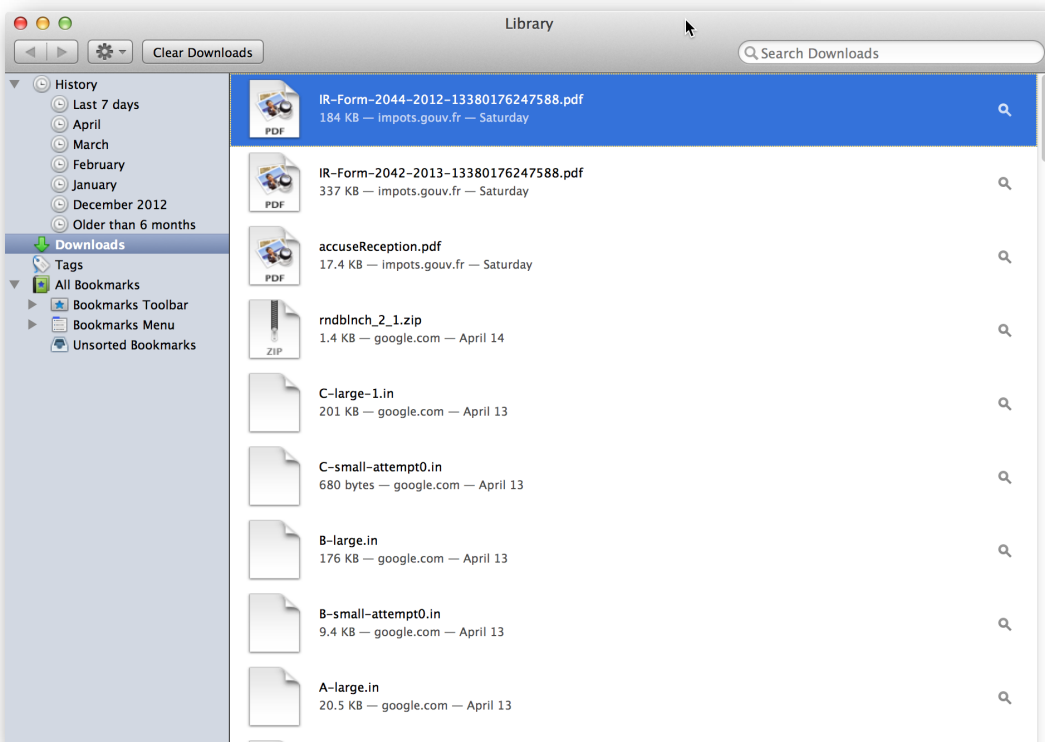 Library
Clear Downloads
Search Downloads
History
Last 7 days
April
March
February
January
December 2012
Older than 6 months
Downloads
Tags
All Bookmarks
Bookmarks Toolbar
Bookmarks Menu
Unsorted Bookmarks
PDF
IR-Form-2044-2012-13380176247588.pdf
184 KB — impots.gouv.fr — Saturday
PDF
IR-Form-2042-2013-13380176247588.pdf
337 KB — impots.gouv.fr — Saturday
PDF
accuseReception.pdf
17.4 KB — impots.gouv.fr — Saturday
ZIP
rndblnch_2_1.zip
1.4 KB — google.com — April 14
C-large-1.in
201 KB — google.com — April 13
C-small-attempt0.in
680 bytes — google.com — April 13
B-large.in
176 KB — google.com — April 13
B-small-attempt0.in
9.4 KB — google.com — April 13
A-large.in
20.5 KB — google.com — April 13